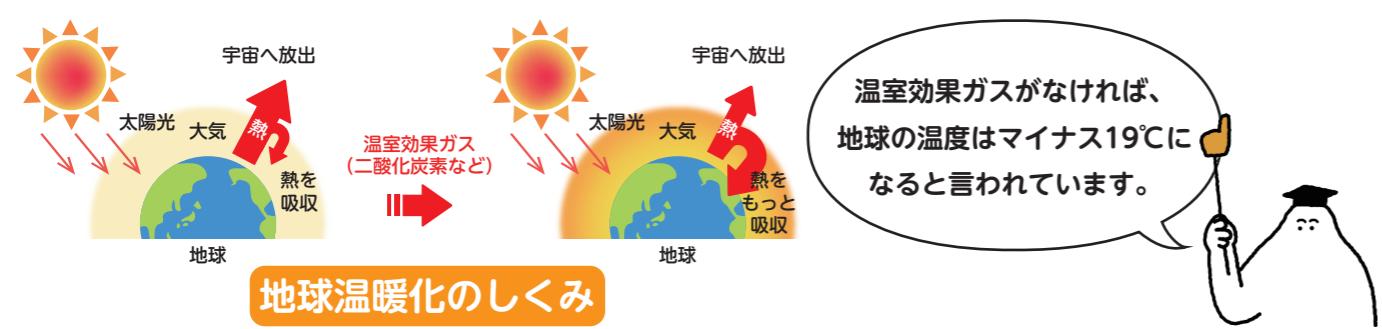 宇宙へ放出
太陽光
大気
熱
熱を
吸収
地球
温室効果ガス
（二酸化炭素など）
宇宙へ放出
太陽光
大気
熱
熱を
もっと
吸収
地球
地球温暖化のしくみ
温室効果ガスがなければ、
地球の温度はマイナス19℃に
なると言われています。